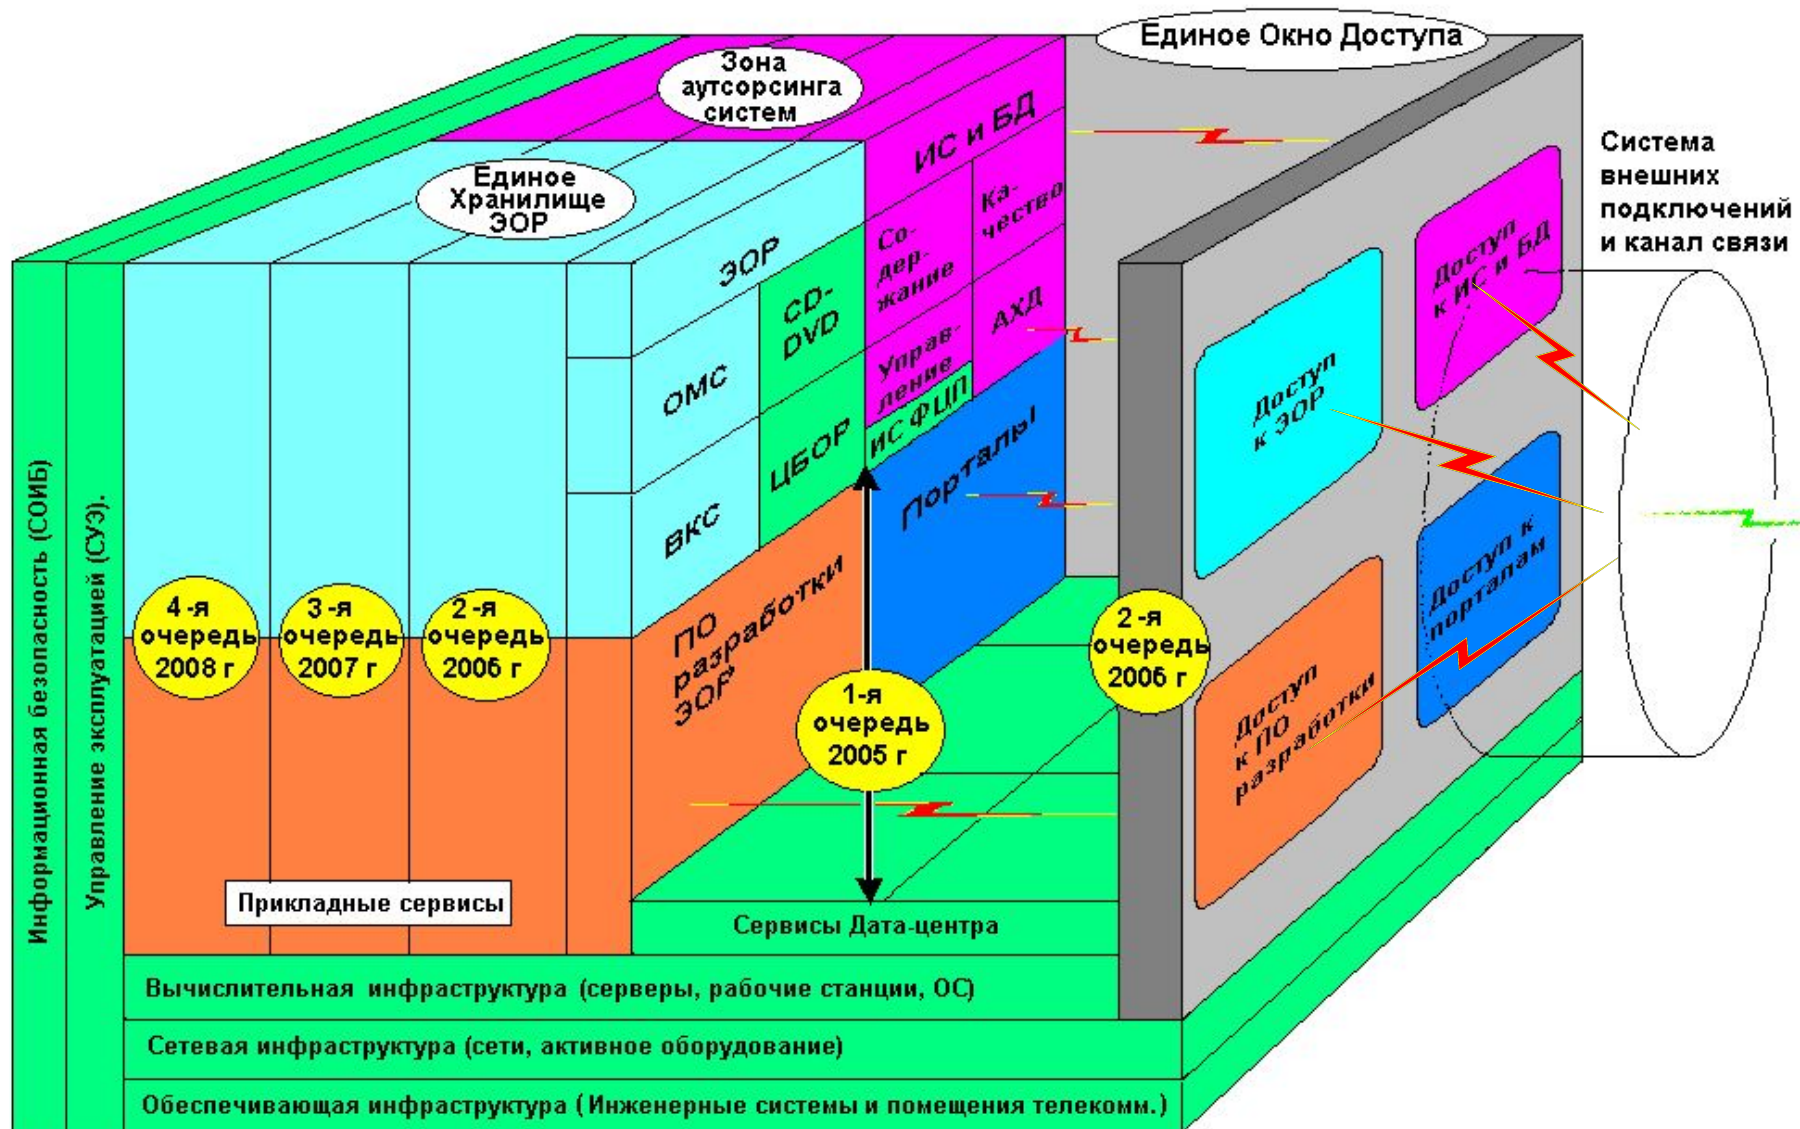 Единое Окно Доступа
Зона
аутсорсинга
систем
Единое
Хранилище
ЭОР
Система
внешних
подключений
и канал связи
ИС и БД
Со-
дер-
жание
Ка-
чество
Управ-
ление
АХД
ИС ФЦП
Порталы
ЭОР
CD-
DVD
ОМС
ЦБОР
ВКС
ПО
разработки
ЭОР
Доступ
к ИС и БД
Доступ
к ЭОР
Доступ к
порталам
Доступ
к ПО
разработки
4-я
очередь
2008 г
3-я
очередь
2007 г
2-я
очередь
2006 г
1-я
очередь
2005 г
2-я
очередь
2006 г
Информационная безопасность (СОИБ)
Управление эксплуатацией (СУЭ).
Прикладные сервисы
Сервисы Дата-центра
Вычислительная инфраструктура (серверы, рабочие станции, ОС)
Сетевая инфраструктура (сети, активное оборудование)
Обеспечивающая инфраструктура ( Инженерные системы и помещения телекомм.)